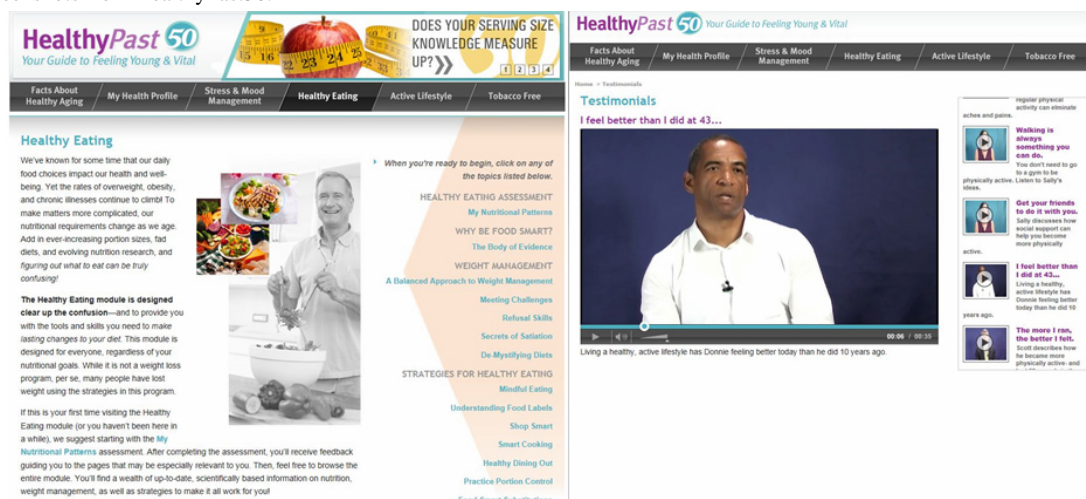 HealthyPast 50
Your Guide to Feeling Young & Vital
DOES YOUR SERVING SIZE
KNOWLEDGE MEASURE
UP?
1 2 3 4
Facts About
Healthy Aging
My Health Profile
Stress & Mood
Management
Healthy Eating
Active Lifestyle
Tobacco Free
Healthy Eating
We've known for some time that our daily
food choices impact our health and well-
being. Yet the rates of overweight, obesity,
and chronic illnesses continue to climb! To
make matters more complicated, our
nutritional requirements change as we age.
Add in ever-increasing portion sizes, fad
diets, and evolving nutrition research, and
figuring out what to eat can be truly
confusing!
The Healthy Eating module is designed
clear up the confusion—and to provide you
with the tools and skills you need to make
lasting changes to your diet. This module is
designed for everyone, regardless of your
nutritional goals. While it is not a weight loss
program, per se, many people have lost
weight using the strategies in this program.
If this is your first time visiting the Healthy
Eating module (or you haven't been here in
a while), we suggest starting with the My
Nutritional Patterns assessment. After completing the assessment, you'll receive feedback
guiding you to the pages that may be especially relevant to you. Then, feel free to browse the
entire module. You'll find a wealth of up-to-date, scientifically based information on nutrition,
weight management, as well as strategies to make it all work for you!
When you're ready to begin, click on any of
the topics listed below.
HEALTHY EATING ASSESSMENT
My Nutritional Patterns
WHY BE FOOD SMART?
The Body of Evidence
WEIGHT MANAGEMENT
A Balanced Approach to Weight Management
Meeting Challenges
Refusal Skills
Secrets of Satiation
De-Mystifying Diets
STRATEGIES FOR HEALTHY EATING
Mindful Eating
Understanding Food Labels
Shop Smart
Smart Cooking
Healthy Dining Out
Practice Portion Control
HealthyPast 50 Your Guide to Feeling Young & Vital
Facts About
Healthy Aging
My Health Profile
Stress & Mood
Management
Healthy Eating
Active Lifestyle
Tobacco Free
Home > Testimonials
Testimonials
I feel better than I did at 43...
00:06 / 00:35
Living a healthy, active lifestyle has Donnie feeling better today than he did 10 years ago.
regular physical
activity can eliminate
aches and pains.
Walking is
always
something you
can do.
You don't need to go
to a gym to be
physically active. Listen to Sally's
ideas.
Get your friends
to do it with you.
Sally discusses how
social support can
help you become
more physically
active.
I feel better than
I did at 43...
Living a healthy,
active lifestyle has
Donnie feeling better
today than he did 10
years ago.
The more I ran,
the better I felt.
Scott describes how
he became more
physically active-and